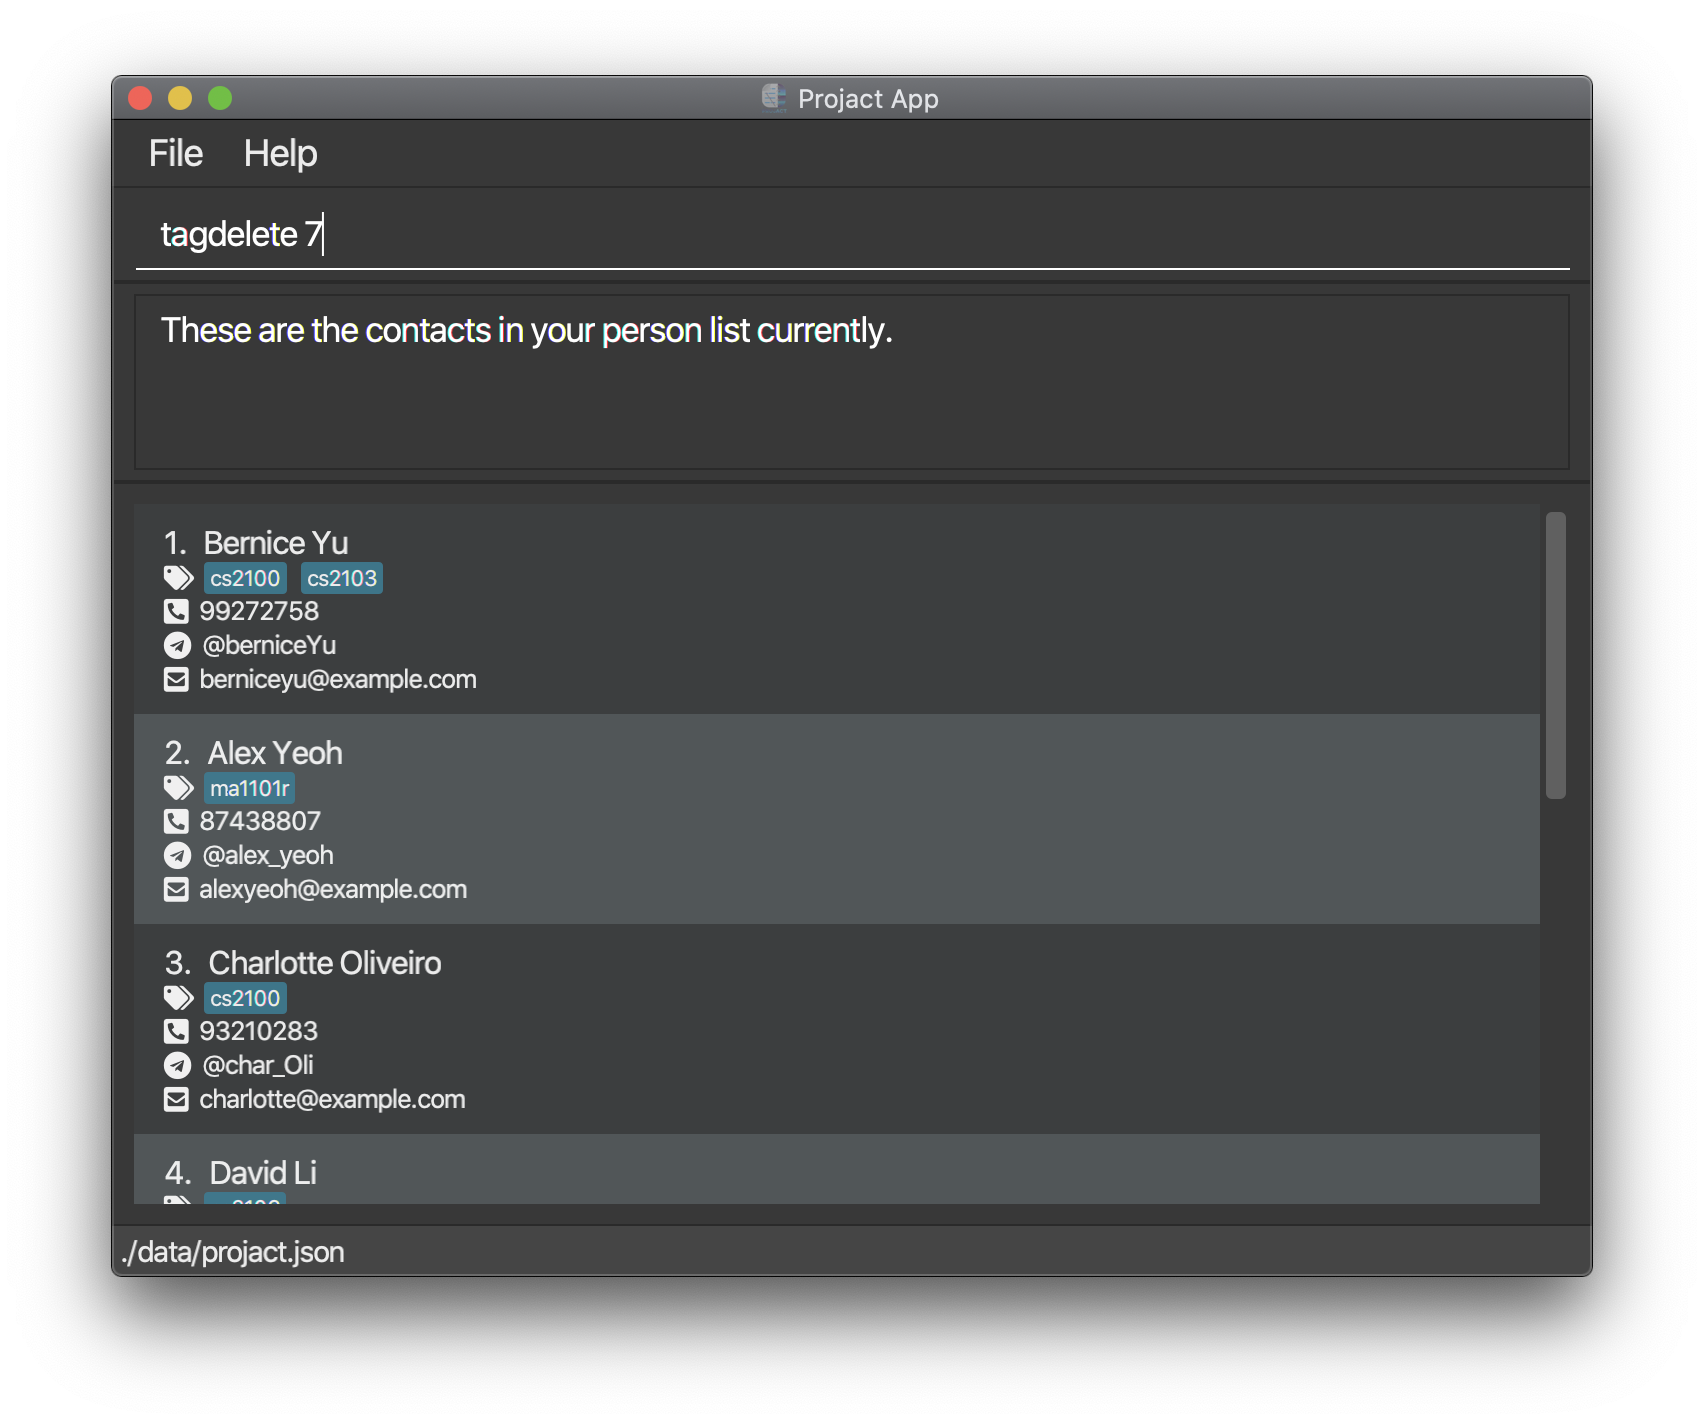 Projact App
File Help
tagdelete 7
These are the contacts in your person list currently.
1. Bernice Yu
cs2100 cs2103
99272758
@berniceYu
berniceyu@example.com
2. Alex Yeoh
ma1101r
87438807
@alex_yeoh
alexyeoh@example.com
3. Charlotte Oliveiro
cs2100
93210283
@char_Oli
charlotte@example.com
4. David Li
./data/projact.json